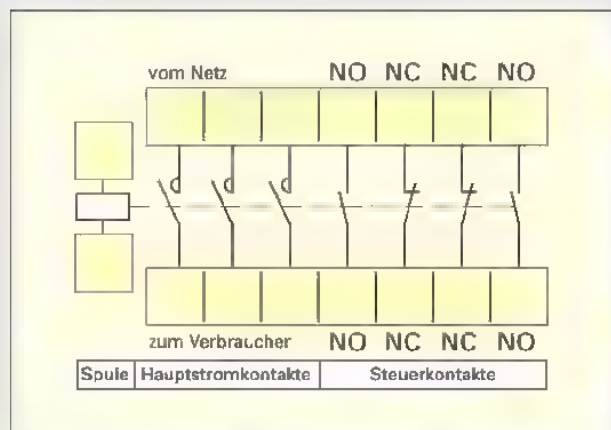 vom Netz NO NC NC NO
zum Verbraucher NO NC NC NO
Spule Hauptstromkontakte Steuerkontakte